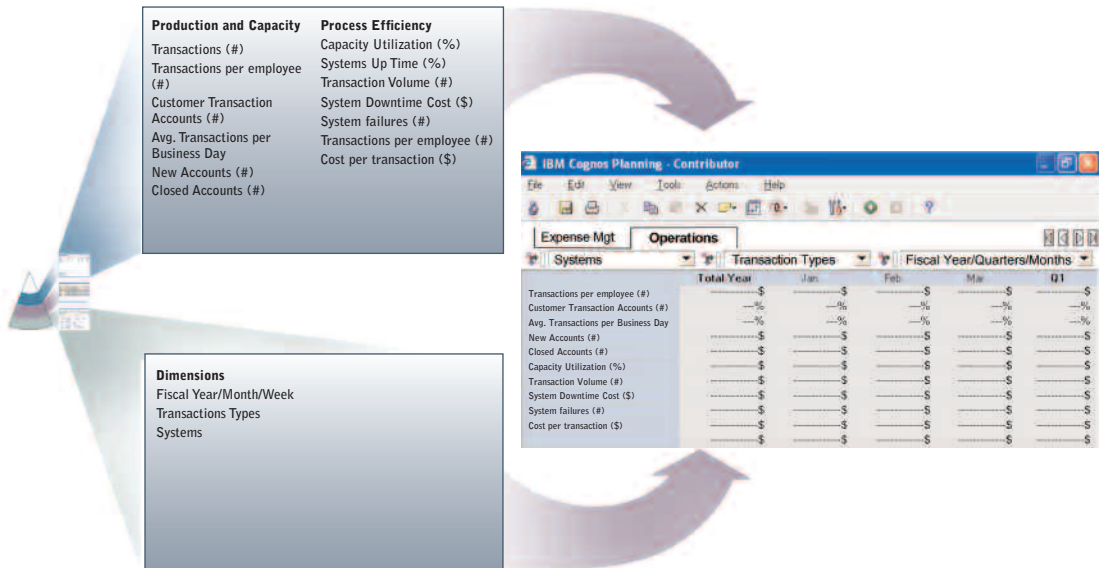 Production and Capacity
Transactions (#)
Transactions per employee
(#)
Customer Transaction
Accounts (#)
Avg. Transactions per
Business Day
New Accounts (#)
Closed Accounts (#)
Process Efficiency
Capacity Utilization (%)
Systems Up Time (%)
Transaction Volume (#)
System Downtime Cost ($)
System failures (#)
Transactions per employee (#)
Cost per transaction ($)
Dimensions
Fiscal Year/Month/Week
Transactions Types
Systems
IBM Cognos Planning - Contributor
File Edit View Tools Actions Help
Expense Mgt Operations
Systems Transaction Types Fiscal Year/Quarters/Months
Total Year Jan Feb Mar Q1
Transactions per employee (#) $ $ $ $ $
Customer Transaction Accounts (#) --% --% --% --% --%
Avg. Transactions per Business Day --% --% --% --% --%
New Accounts (#) $ $ $ $ $
Closed Accounts (#) $ $ $ $ $
Capacity Utilization (%) $ $ $ $ $
Transaction Volume (#) $ $ $ $ $
System Downtime Cost ($) $ $ $ $ $
System failures (#) $ $ $ $ $
Cost per transaction ($) $ $ $ $ $
$ $ $ $ $